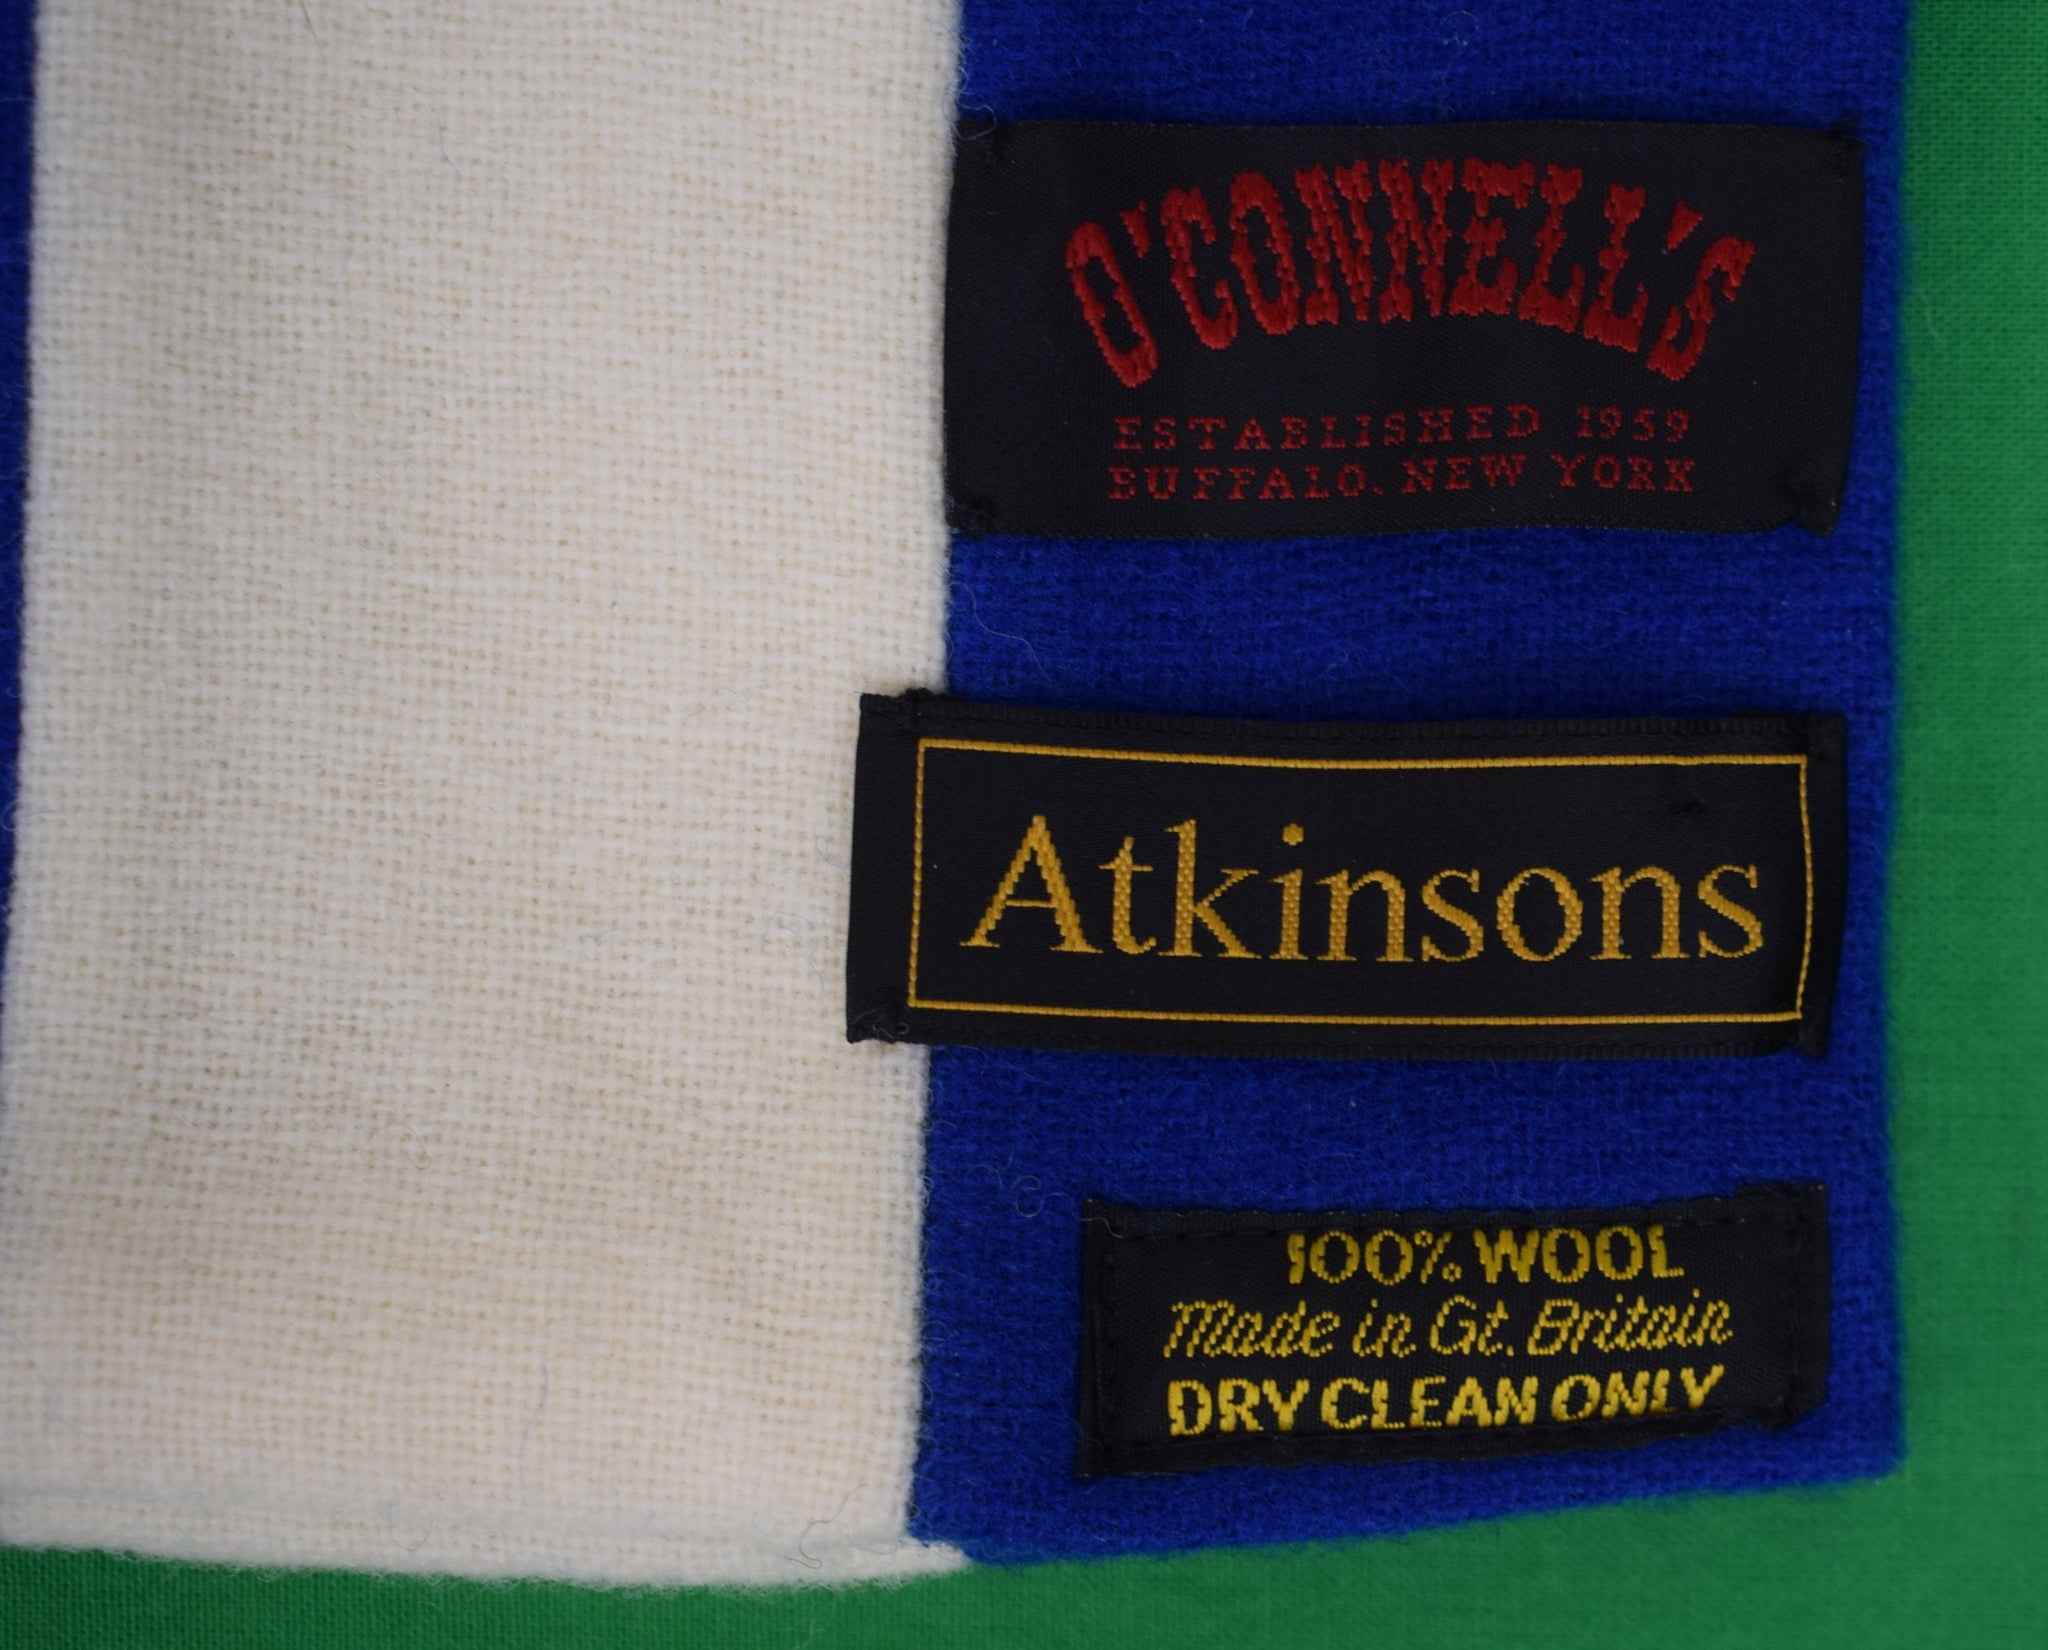 O'CONNELL'S
ESTABLISHED 1959
BUFFALO, NEW YORK
Atkinsons
100% WOOL
Made in Gt. Britain
DRY CLEAN ONLY